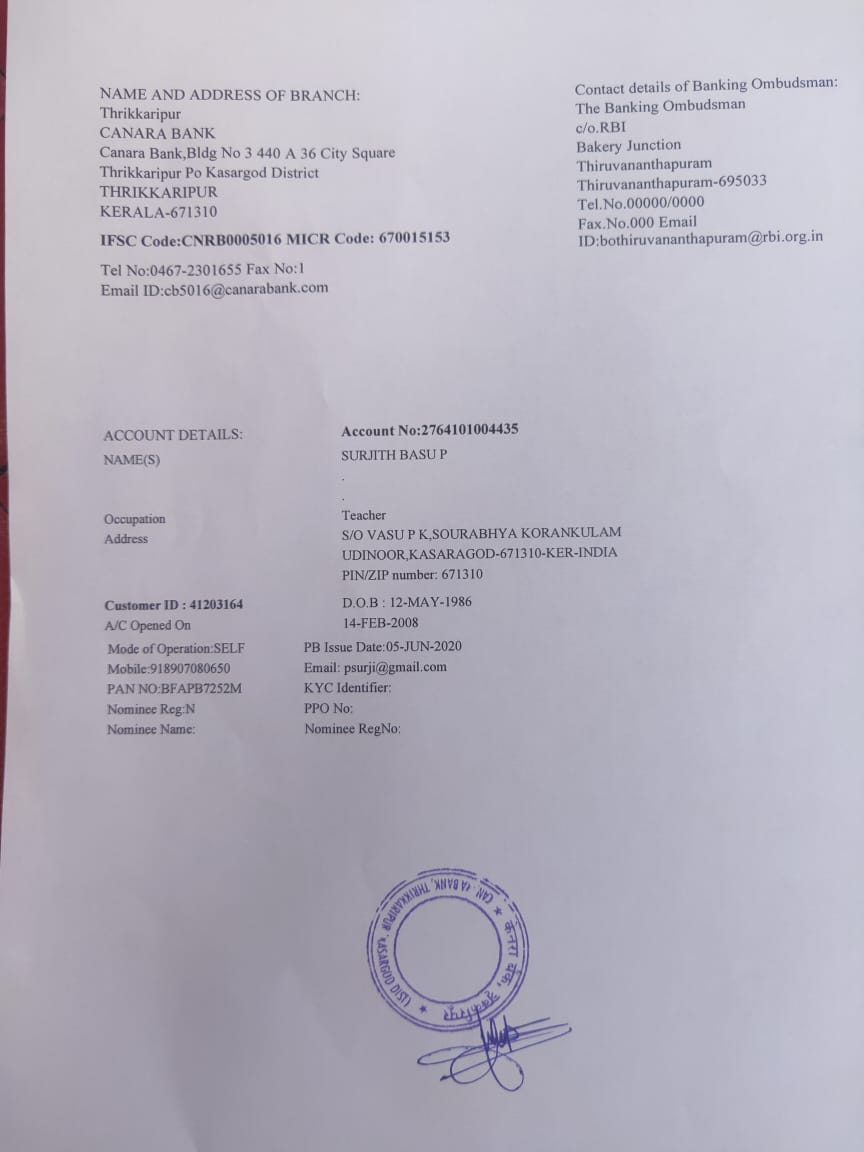 NAME AND ADDRESS OF BRANCH:
Thrikkaripur
CANARA BANK
Canara Bank,Bldg No 3 440 A 36 City Square
Thrikkaripur Po Kasargod District
THRIKKARIPUR
KERALA-671310
IFSC Code:CNRB0005016 MICR Code: 670015153
Tel No:0467-2301655 Fax No:1
Email ID:cb5016@canarabank.com
Contact details of Banking Ombudsman:
The Banking Ombudsman
c/o.RBI
Bakery Junction
Thiruvananthapuram
Thiruvananthapuram-695033
Tel.No.00000/0000
Fax.No.000 Email
ID:bothiruvananthapuram@rbi.org.in
ACCOUNT DETAILS: Account No:2764101004435
NAME(S) SURJITH BASU P
.
.
Occupation Teacher
Address S/O VASU P K,SOURABHYA KORANKULAM
UDINOOR,KASARAGOD-671310-KER-INDIA
PIN/ZIP number: 671310
Customer ID : 41203164 D.O.B : 12-MAY-1986
A/C Opened On 14-FEB-2008
Mode of Operation:SELF PB Issue Date:05-JUN-2020
Mobile:918907080650 Email: psurji@gmail.com
PAN NO:BFAPB7252M KYC Identifier:
Nominee Reg:N PPO No:
Nominee Name: Nominee RegNo:
BANK, THRIKKARIPUR KASARGOD (DIST)
केनरा बैंक,